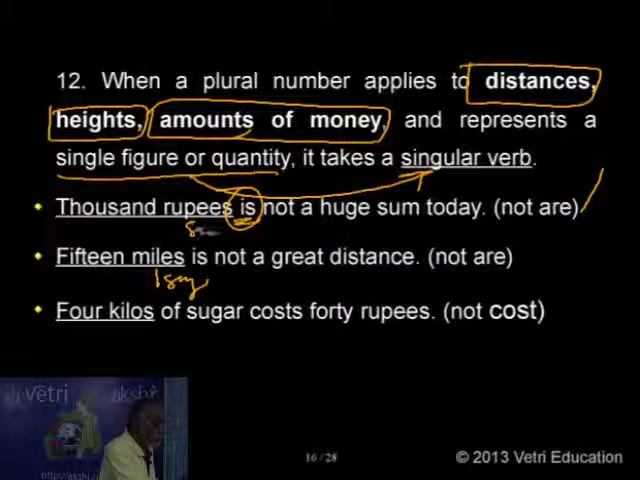 12. When a plural number applies to distances,
heights, amounts of money, and represents a
single figure or quantity, it takes a singular verb.
• Thousand rupees is not a huge sum today. (not are)
• Fifteen miles is not a great distance. (not are)
• Four kilos of sugar costs forty rupees. (not cost)
Vetri akshi
16 / 28
© 2013 Vetri Education